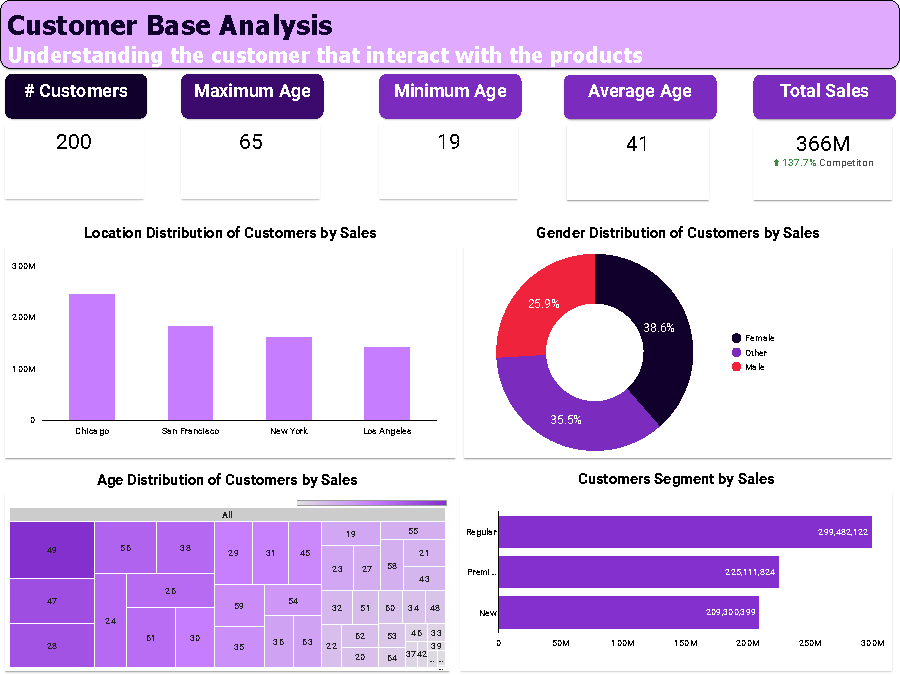 Customer Base Analysis
Understanding the customer that interact with the products
# Customers
Maximum Age
Minimum Age
Average Age
Total Sales
200
65
19
41
366M
137.7% Competiton
Location Distribution of Customers by Sales
300M
200M
100M
0
Chicago
San Francisco
New York
Los Angeles
Gender Distribution of Customers by Sales
25.9%
38.6%
35.5%
Female
Other
Male
Age Distribution of Customers by Sales
All
49
47
28
56
38
24
26
61
30
29
31
45
59
54
35
36
63
19
55
23
27
58
21
43
32
51
60
34
48
22
62
20
53
64
46
33
39
37
42
...
...
...
Customers Segment by Sales
Regular
299,482,122
Premi...
225,111,824
New
209,300,399
0
50M
100M
150M
200M
250M
300M